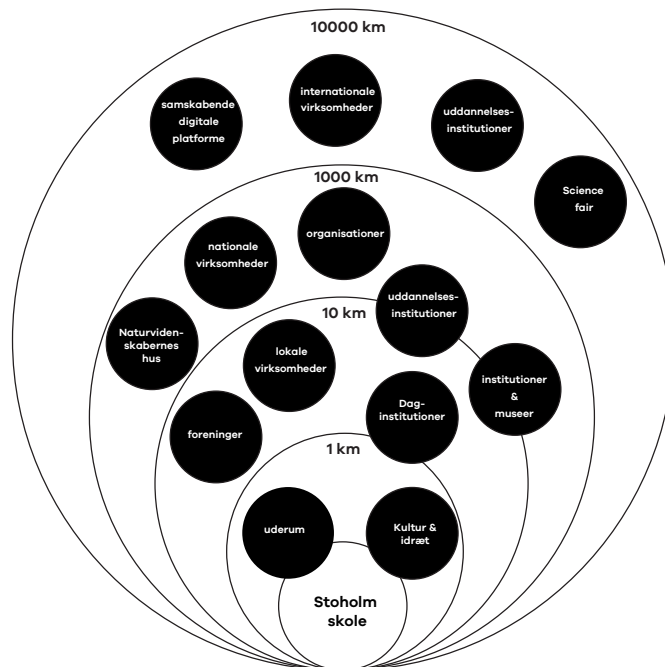 10000 km
samskabende
digitale
platforme
internationale
virksomheder
uddannelses-
institutioner
Science
fair
1000 km
organisationer
nationale
virksomheder
Naturviden-
skabernes
hus
10 km
uddannelses-
institutioner
lokale
virksomheder
institutioner
&
museer
Dag-
institutioner
foreninger
1 km
uderum
Kultur &
idræt
Stoholm
skole